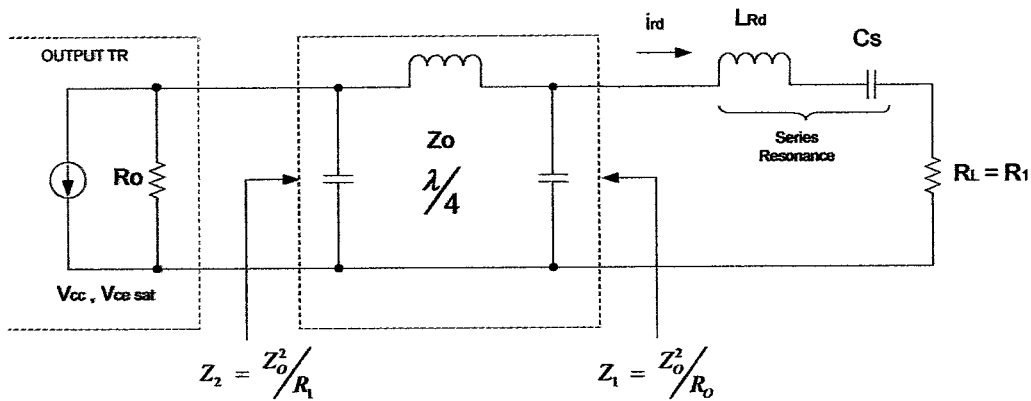 ird
LRd
Cs
OUTPUT TR
Series
Resonance
Ro
Zo
λ/4
RL = R1
Vcc , Vce sat
Z2 = Zo²/R1
Z1 = Zo²/Ro